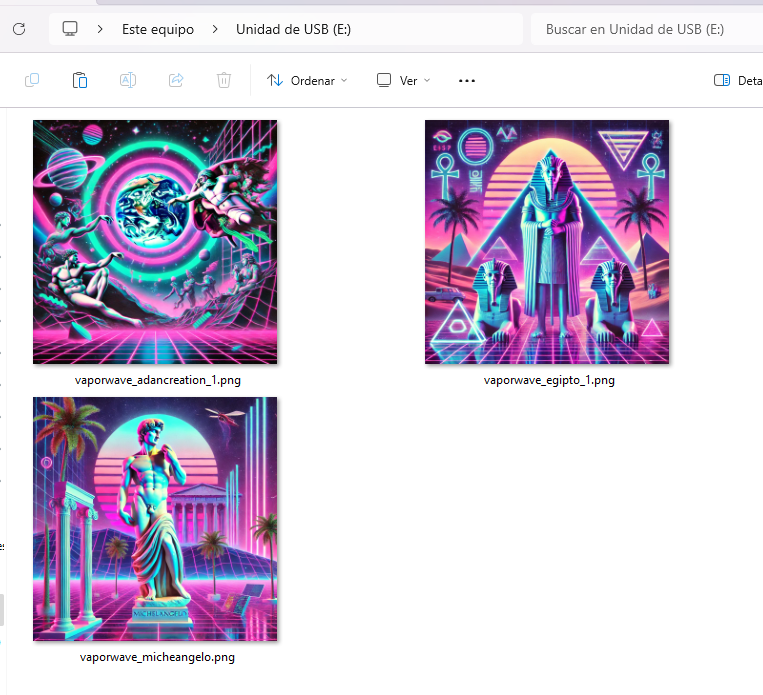 Este equipo > Unidad de USB (E:)
Buscar en Unidad de USB (E:)
Ordenar
Ver
Deta
vaporwave_adancreation_1.png
vaporwave_egipto_1.png
MICHELANGELO
vaporwave_micheangelo.png